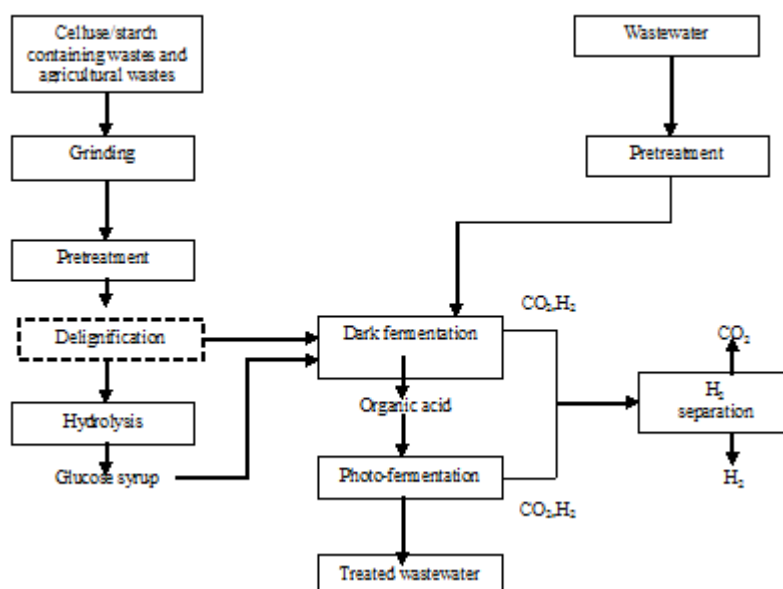 Celluse/starch
containing wastes and
agricultural wastes
Wastewater
Grinding
Pretreatment
Pretreatment
Delignification
Dark fermentation
CO₂,H₂
CO₂
Hydrolysis
Organic acid
H₂
separation
Glucose syrup
Photo-fermentation
H₂
CO₂,H₂
Treated wastewater